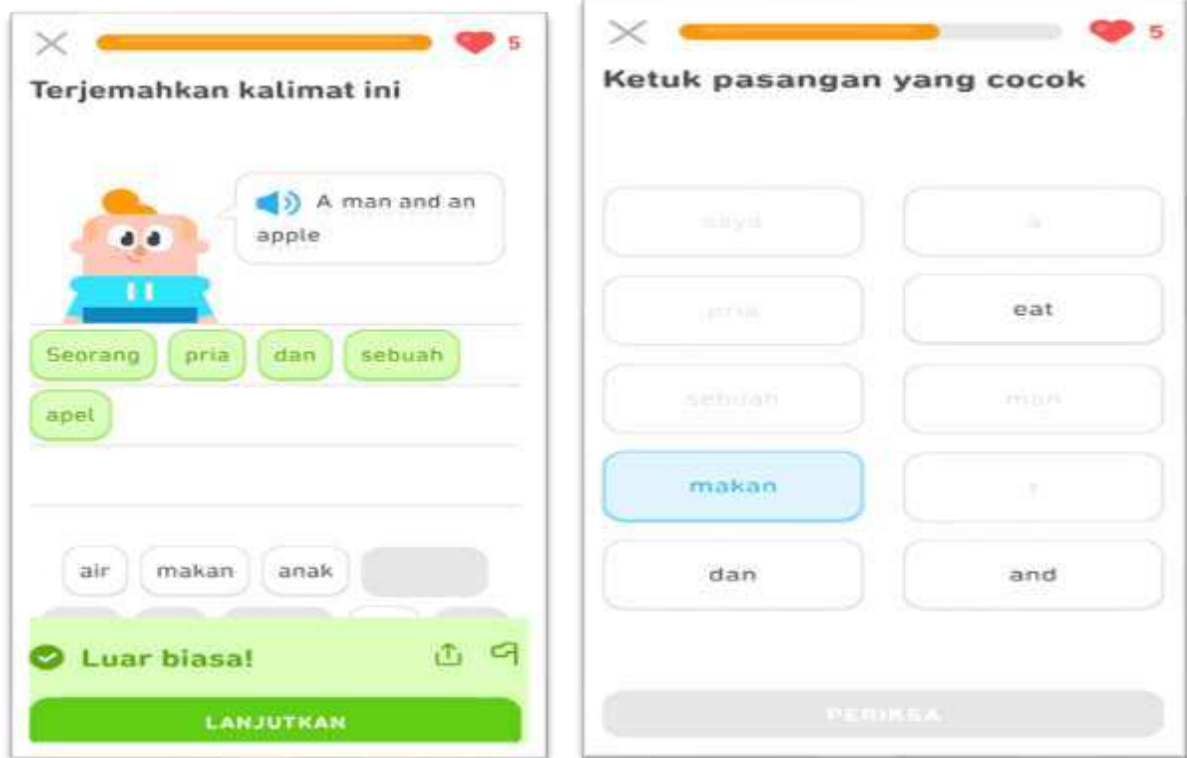 5
Terjemahkan kalimat ini
A man and an
apple
Seorang pria dan sebuah
apel
air makan anak
Luar biasa!
LANJUTKAN
5
Ketuk pasangan yang cocok
saya a
pria eat
sebuah man
makan I
dan and
PERIKSA